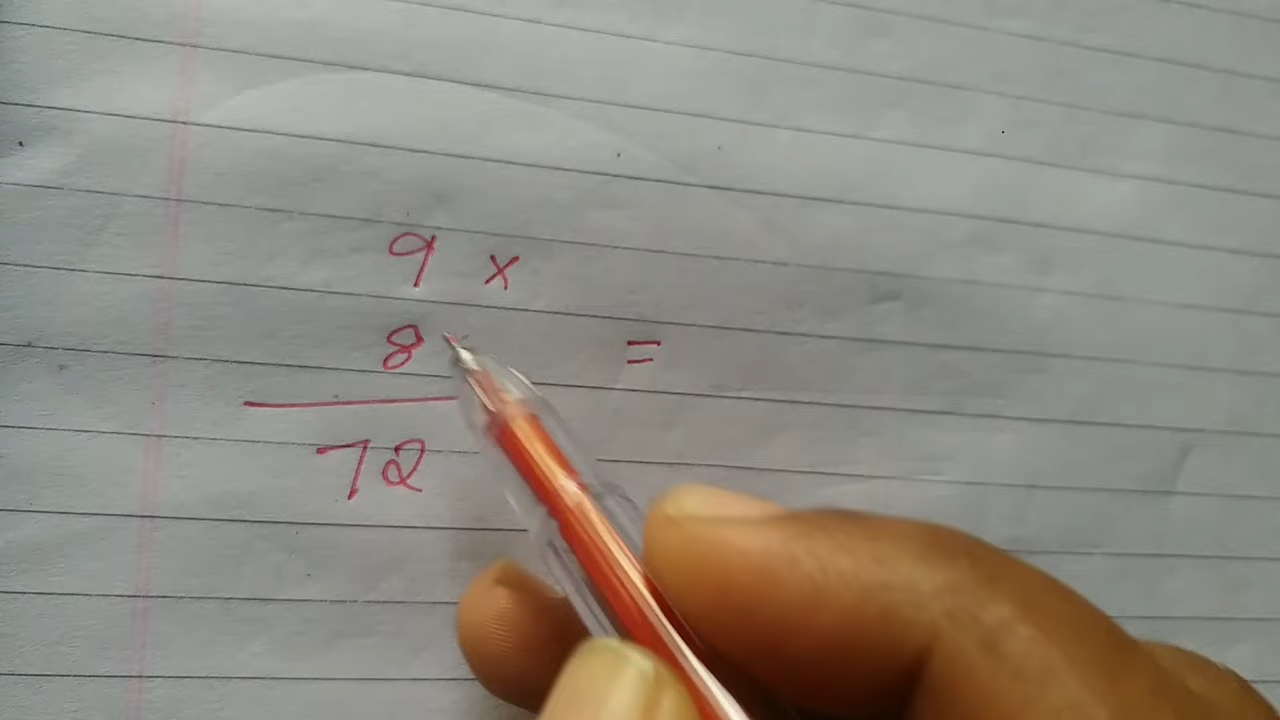 9 ×
8 =
72